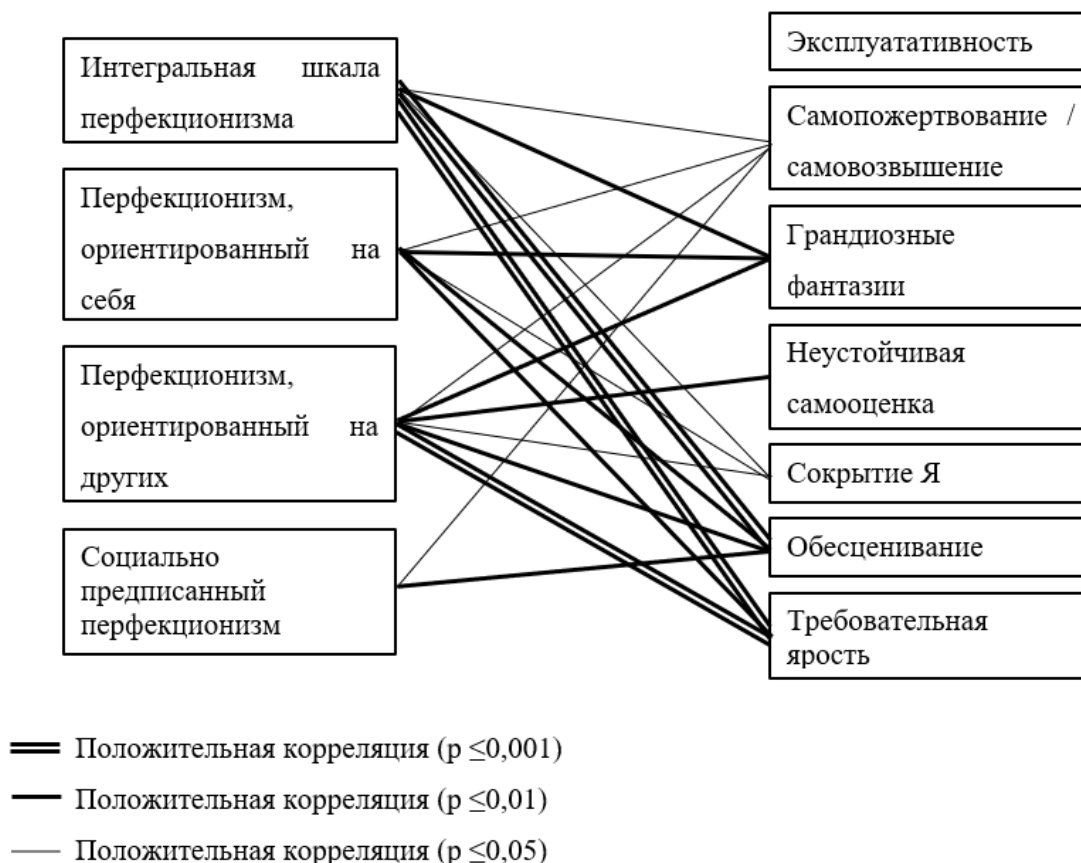 Интегральная шкала
перфекционизма
Перфекционизм,
ориентированный на
себя
Перфекционизм,
ориентированный на
других
Социально
предписанный
перфекционизм
Эксплуатативность
Самопожертвование /
самовозвышение
Грандиозные
фантазии
Неустойчивая
самооценка
Сокрытие Я
Обесценивание
Требовательная
ярость
Положительная корреляция (p ≤0,001)
Положительная корреляция (p ≤0,01)
Положительная корреляция (p ≤0,05)